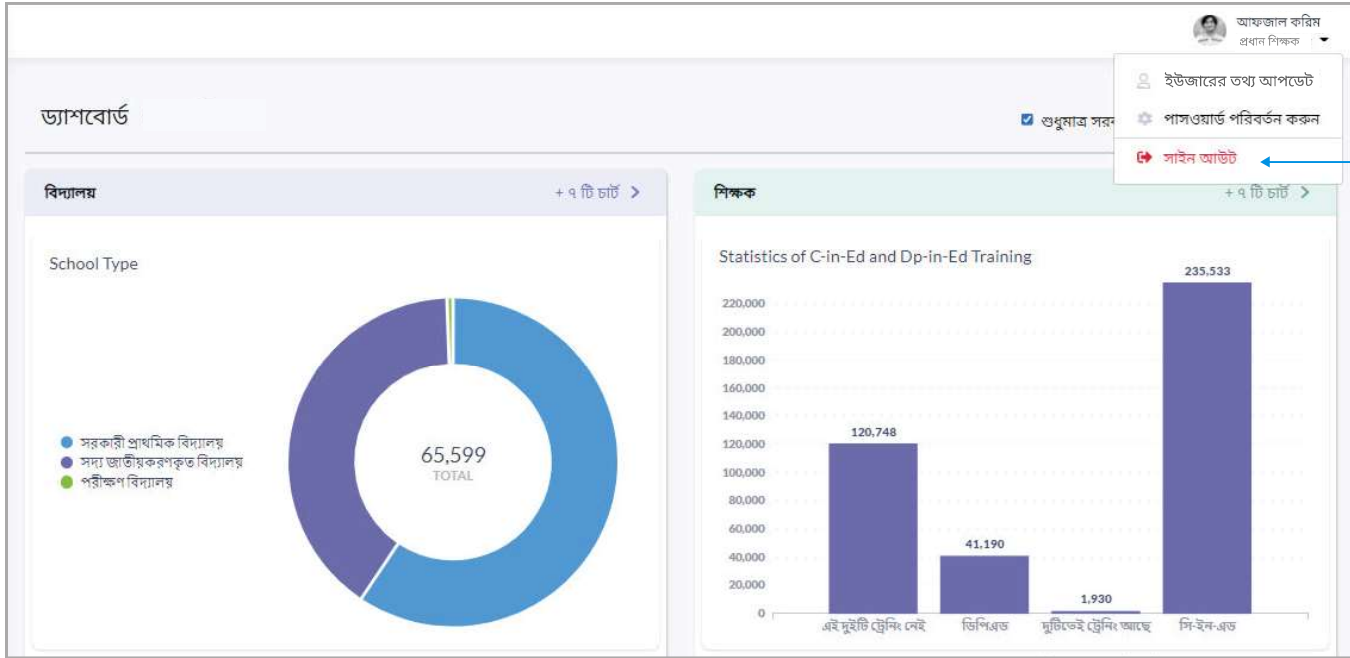 আফজাল করিম
প্রধান শিক্ষক
ইউজারের তথ্য আপডেট
ড্যাশবোর্ড
শুধুমাত্র
পাসওয়ার্ড পরিবর্তন করুন
সাইন আউট
বিদ্যালয়
+ ৭ টি চার্ট >
শিক্ষক
+ ৭ টি চার্ট >
School Type
সরকারী প্রাথমিক বিদ্যালয়
সদ্য জাতীয়করণকৃত বিদ্যালয়
পরীক্ষণ বিদ্যালয়
65,599
TOTAL
Statistics of C-in-Ed and Dp-in-Ed Training
235,533
220,000
200,000
180,000
160,000
140,000
120,748
120,000
100,000
80,000
60,000
41,190
40,000
20,000
1,930
0
এই দুইটি ট্রেনিং নেই
ডিপিএড
দুটিতেই ট্রেনিং আছে
সি-ইন-এড